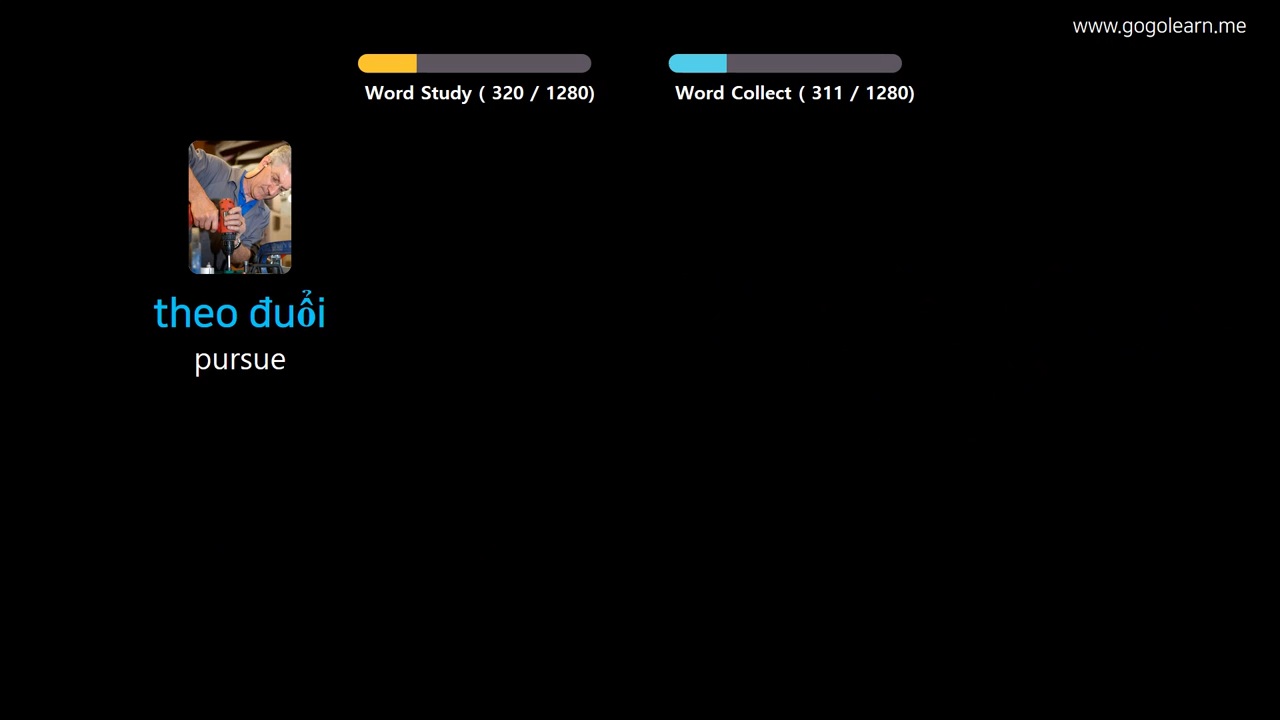 www.gogolearn.me
Word Study ( 320 / 1280)
Word Collect ( 311 / 1280)
theo đuổi
pursue